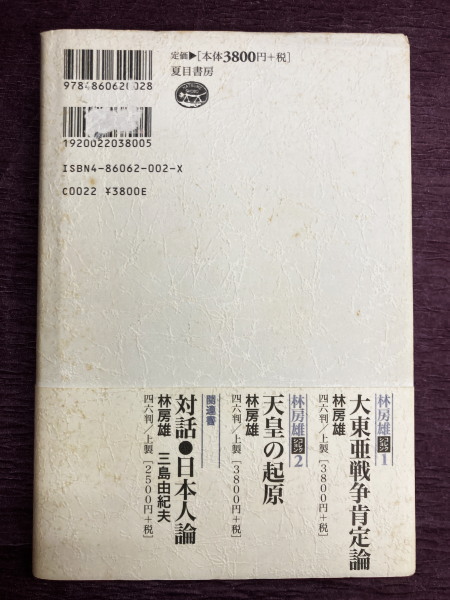 9784860620028
定価▶[本体3800円+税]
夏目書房
1920022038005
ISBN4-86062-002-X
C0022 ¥3800E
林房雄コレクション1
大東亜戦争肯定論
林房雄
四六判/上製 [3800円+税]
林房雄コレクション2
天皇の起原
林房雄
四六判/上製 [3800円+税]
関連書
対話●日本人論
林房雄 三島由紀夫
四六判/上製 [2500円+税]